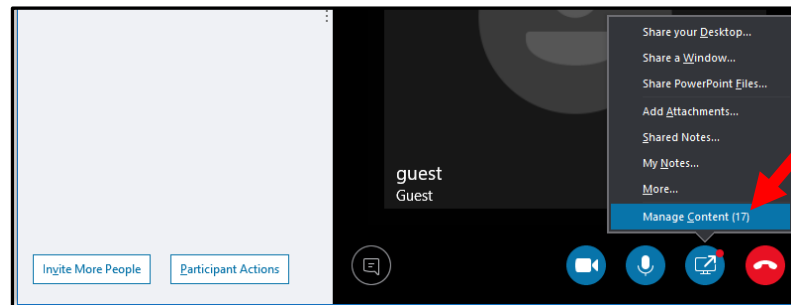 Share your Desktop...
Share a Window...
Share PowerPoint Files...
Add Attachments...
Shared Notes...
My Notes...
More...
Manage Content (17)
guest
Guest
Invite More People
Participant Actions